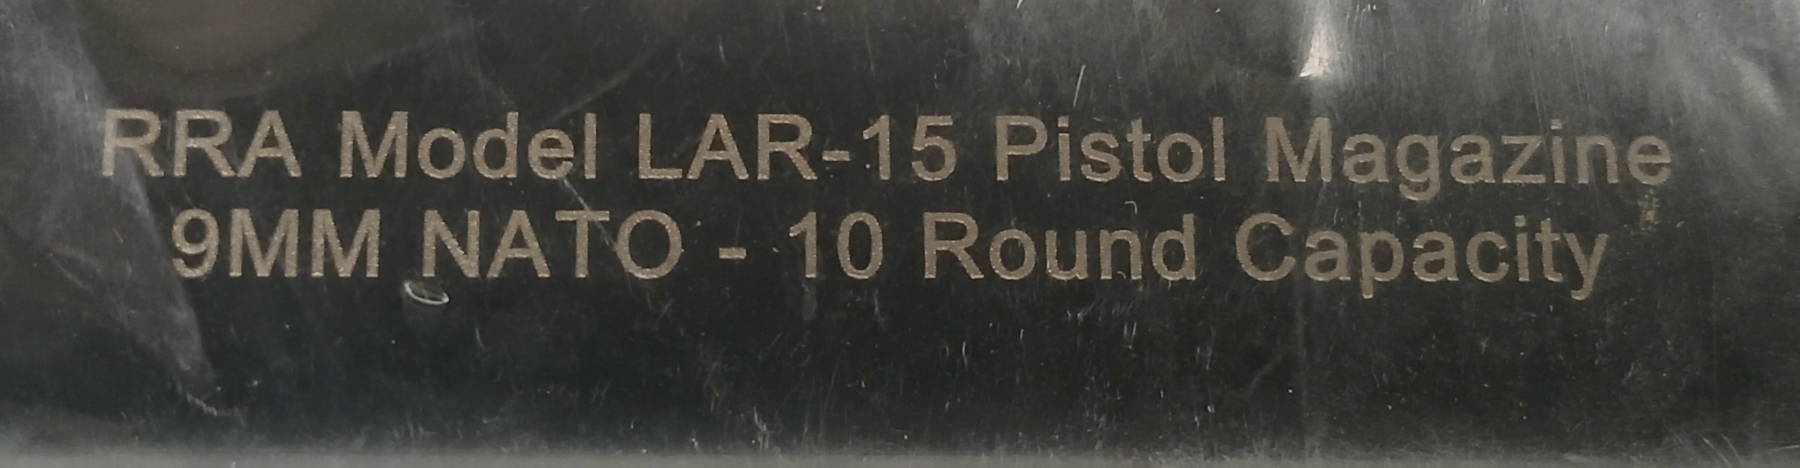 RRA Model LAR-15 Pistol Magazine
9MM NATO - 10 Round Capacity